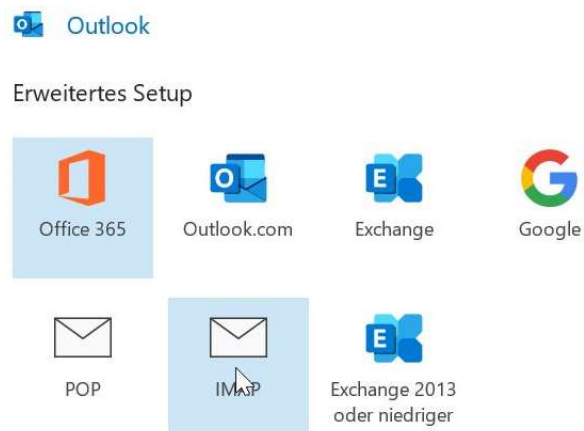 Outlook
Erweitertes Setup
Office 365
Outlook.com
Exchange
Google
POP
IMAP
Exchange 2013
oder niedriger